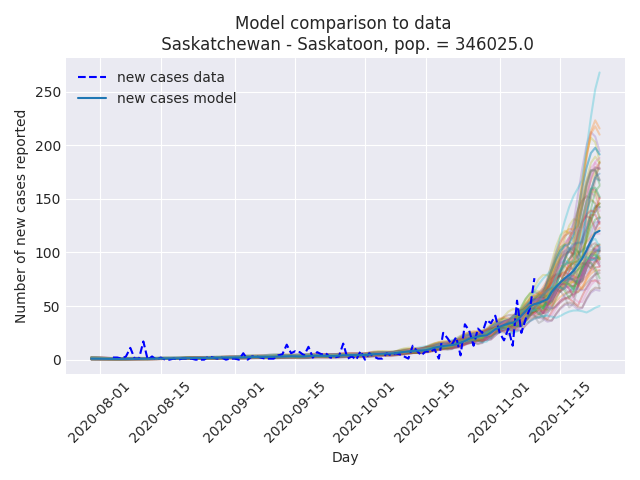 Model comparison to data
Saskatchewan - Saskatoon, pop. = 346025.0
new cases data
new cases model
Number of new cases reported
250
200
150
100
50
0
2020-08-01
2020-08-15
2020-09-01
2020-09-15
2020-10-01
2020-10-15
2020-11-01
2020-11-15
Day